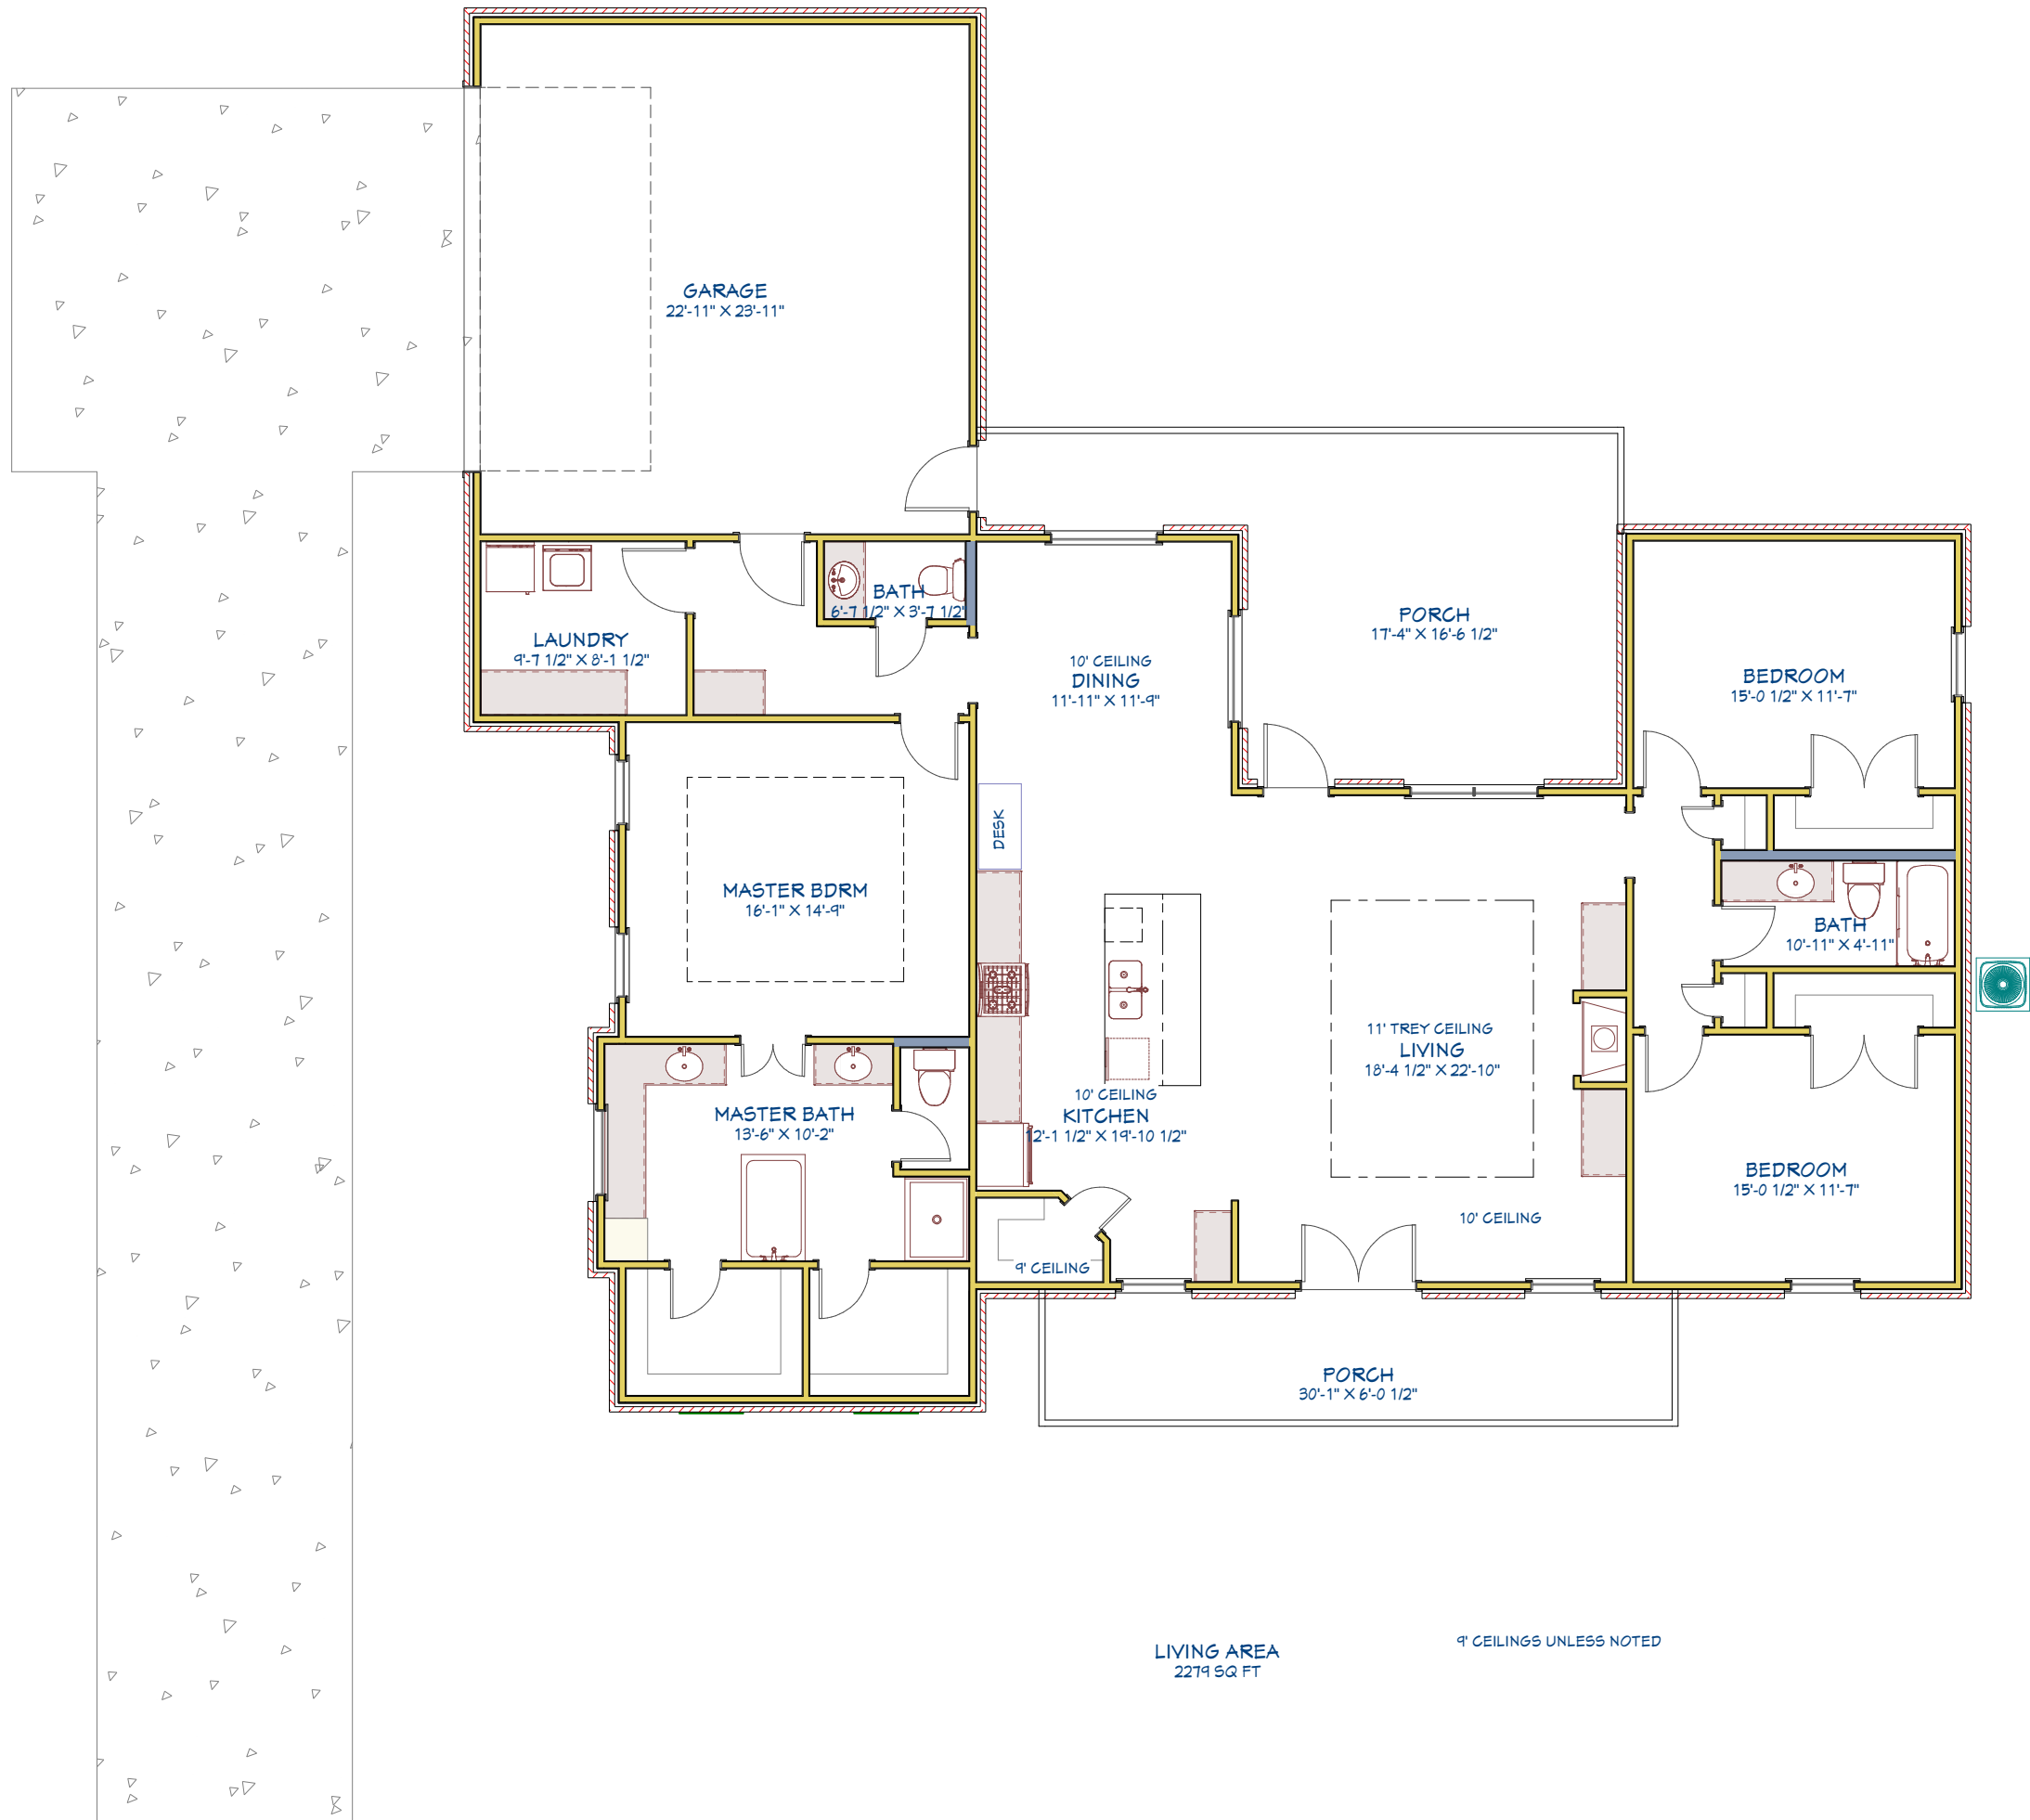 GARAGE
22'-11" X 23'-11"
BATH
6'-7 1/2" X 3'-7 1/2"
LAUNDRY
9'-7 1/2" X 8'-1 1/2"
10' CEILING
DINING
11'-11" X 11'-9"
PORCH
17'-4" X 16'-6 1/2"
BEDROOM
15'-0 1/2" X 11'-7"
DESK
MASTER BDRM
16'-1" X 14'-9"
BATH
10'-11" X 4'-11"
11' TREY CEILING
LIVING
18'-4 1/2" X 22'-10"
10' CEILING
KITCHEN
12'-1 1/2" X 19'-10 1/2"
MASTER BATH
13'-6" X 10'-2"
BEDROOM
15'-0 1/2" X 11'-7"
10' CEILING
9' CEILING
PORCH
30'-1" X 6'-0 1/2"
LIVING AREA
2279 SQ FT
9' CEILINGS UNLESS NOTED